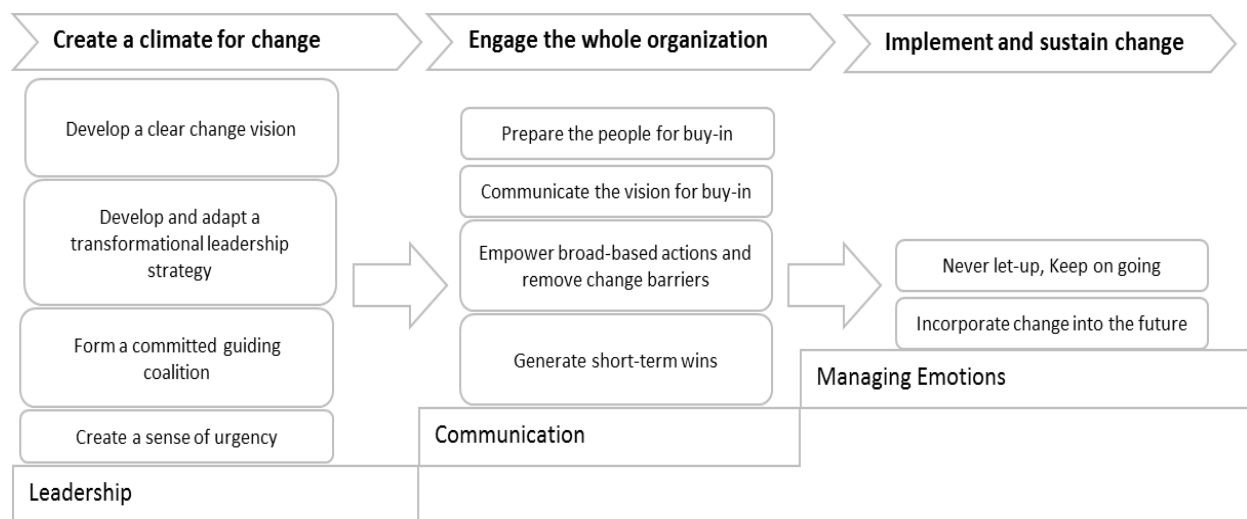 Create a climate for change
Engage the whole organization
Implement and sustain change
Develop a clear change vision
Develop and adapt a
transformational leadership
strategy
Form a committed guiding
coalition
Create a sense of urgency
Leadership
Prepare the people for buy-in
Communicate the vision for buy-in
Empower broad-based actions and
remove change barriers
Generate short-term wins
Communication
Never let-up, Keep on going
Incorporate change into the future
Managing Emotions